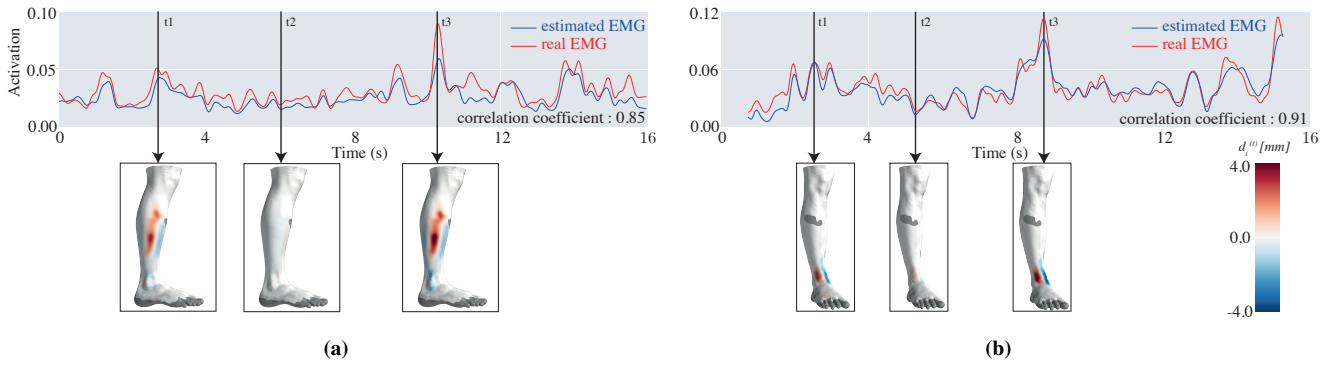 0.10
t1
t2
t3
estimated EMG
real EMG
Activation
0.05
0.00
correlation coefficient : 0.85
0
4
8
12
16
Time (s)
(a)
0.12
t1
t2
t3
estimated EMG
real EMG
0.06
0.00
correlation coefficient : 0.91
0
4
8
12
16
Time (s)
d_i^(t) [mm]
4.0
0.0
-4.0
(b)